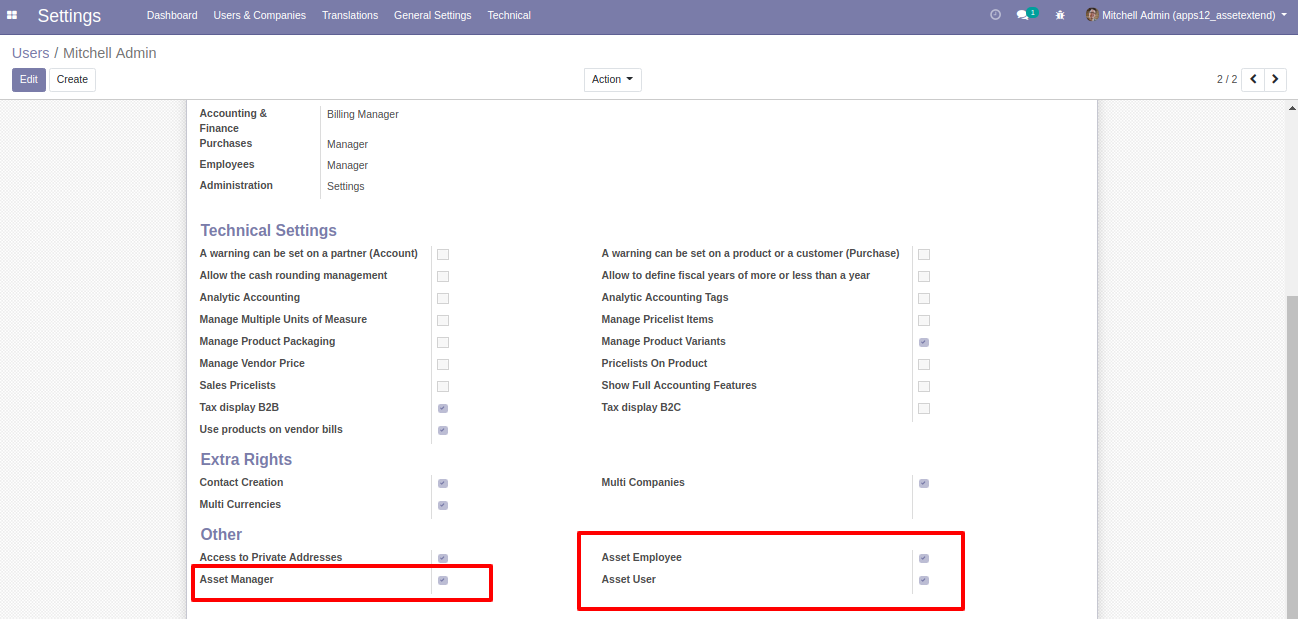 Settings Dashboard Users & Companies Translations General Settings Technical 1 Mitchell Admin (apps12_assetextend)
Users / Mitchell Admin
Edit Create Action 2 / 2
Accounting & Finance Billing Manager
Purchases Manager
Employees Manager
Administration Settings
Technical Settings
A warning can be set on a partner (Account) A warning can be set on a product or a customer (Purchase)
Allow the cash rounding management Allow to define fiscal years of more or less than a year
Analytic Accounting Analytic Accounting Tags
Manage Multiple Units of Measure Manage Pricelist Items
Manage Product Packaging Manage Product Variants
Manage Vendor Price Pricelists On Product
Sales Pricelists Show Full Accounting Features
Tax display B2B Tax display B2C
Use products on vendor bills
Extra Rights
Contact Creation Multi Companies
Multi Currencies
Other
Access to Private Addresses Asset Employee
Asset Manager Asset User